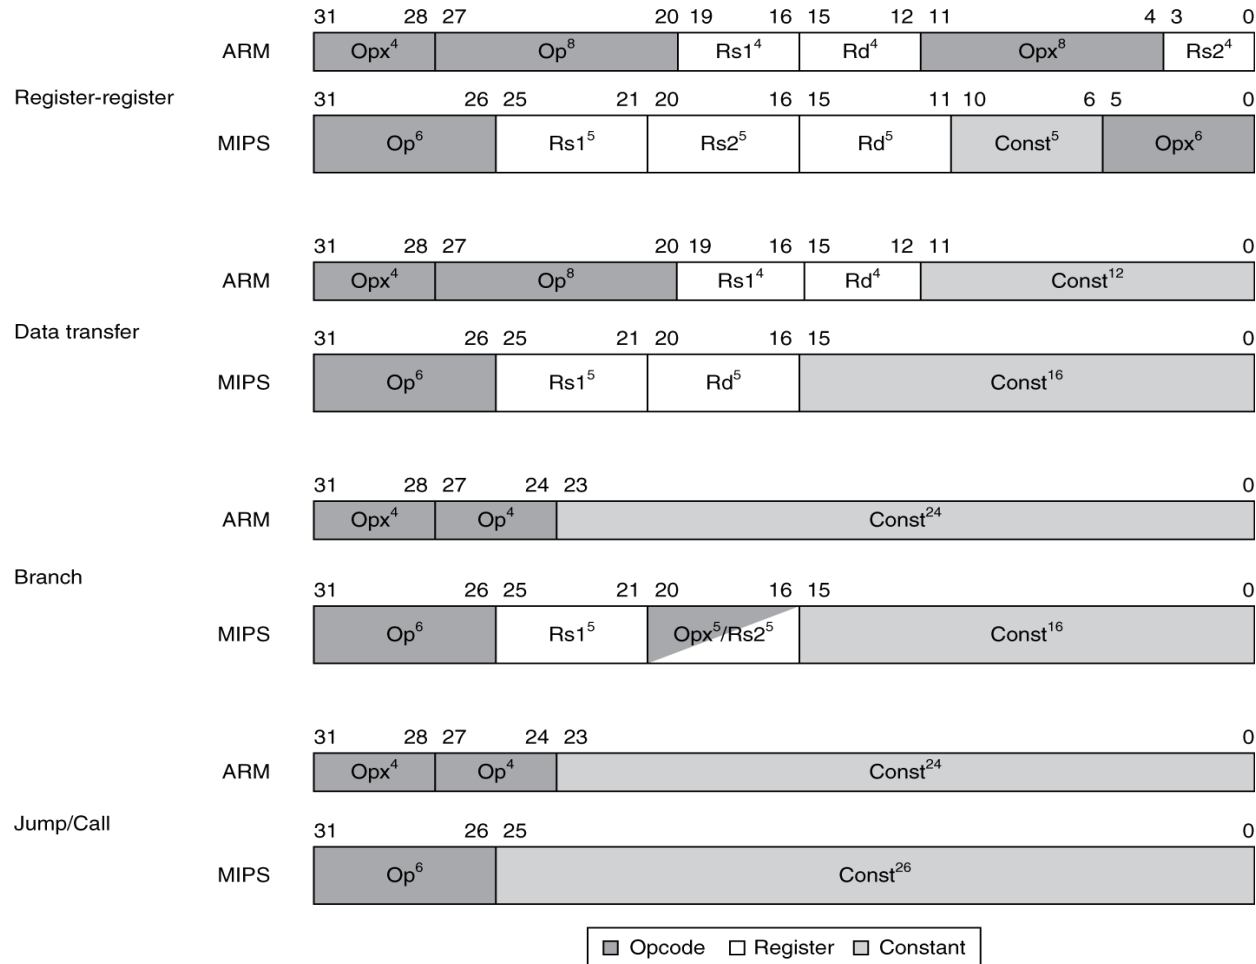 31 28 27 20 19 16 15 12 11 4 3 0
ARM Opx4 Op8 Rs14 Rd4 Opx8 Rs24
Register-register
31 26 25 21 20 16 15 11 10 6 5 0
MIPS Op6 Rs15 Rs25 Rd5 Const5 Opx6
31 28 27 20 19 16 15 12 11 0
ARM Opx4 Op8 Rs14 Rd4 Const12
Data transfer
31 26 25 21 20 16 15 0
MIPS Op6 Rs15 Rd5 Const16
31 28 27 24 23 0
ARM Opx4 Op4 Const24
Branch
31 26 25 21 20 16 15 0
MIPS Op6 Rs15 Opx5/Rs25 Const16
31 28 27 24 23 0
ARM Opx4 Op4 Const24
Jump/Call
31 26 25 0
MIPS Op6 Const26
Opcode Register Constant